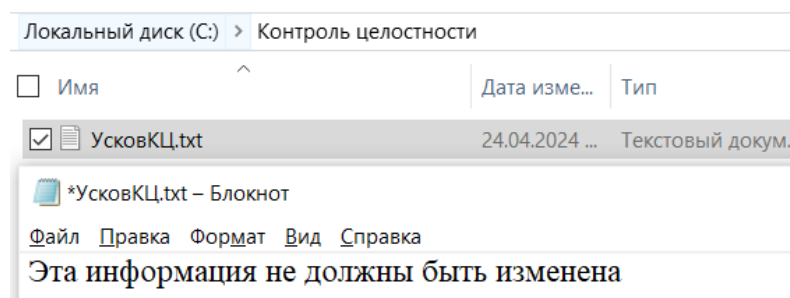 Локальный диск (C:) > Контроль целостности
Имя Дата изме... Тип
УсковКЦ.txt 24.04.2024 ... Текстовый докум.
*УсковКЦ.txt – Блокнот
Файл Правка Формат Вид Справка
Эта информация не должны быть изменена